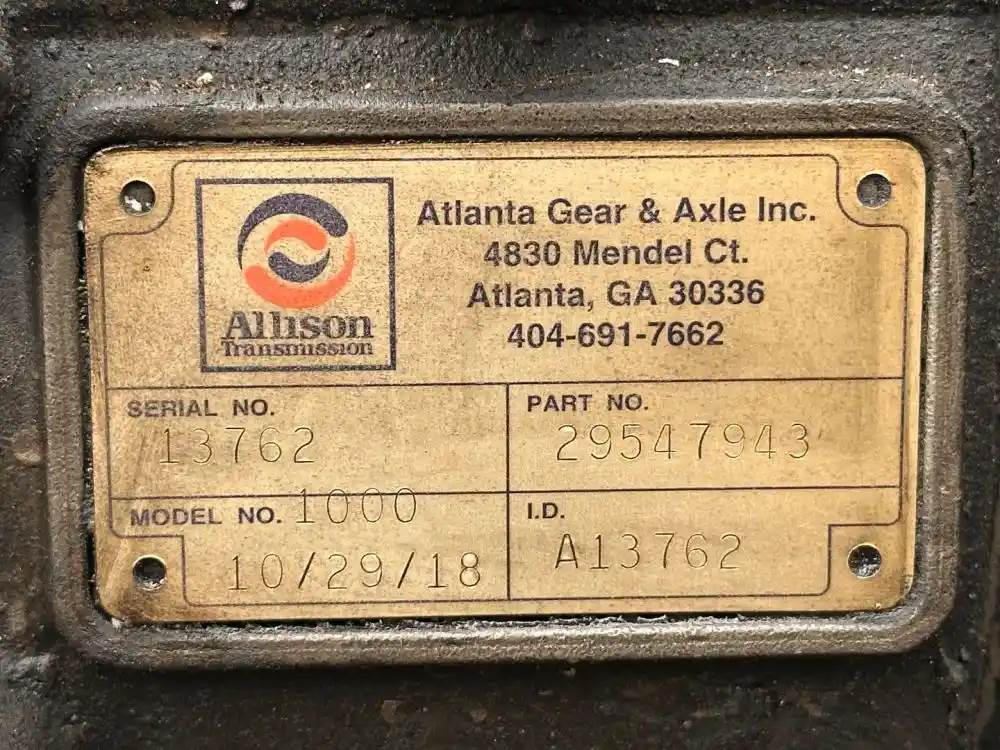 Allison
Transmission
Atlanta Gear & Axle Inc.
4830 Mendel Ct.
Atlanta, GA 30336
404-691-7662
SERIAL NO.
13762
PART NO.
29547943
MODEL NO. 1000
10/29/18
I.D.
A13762